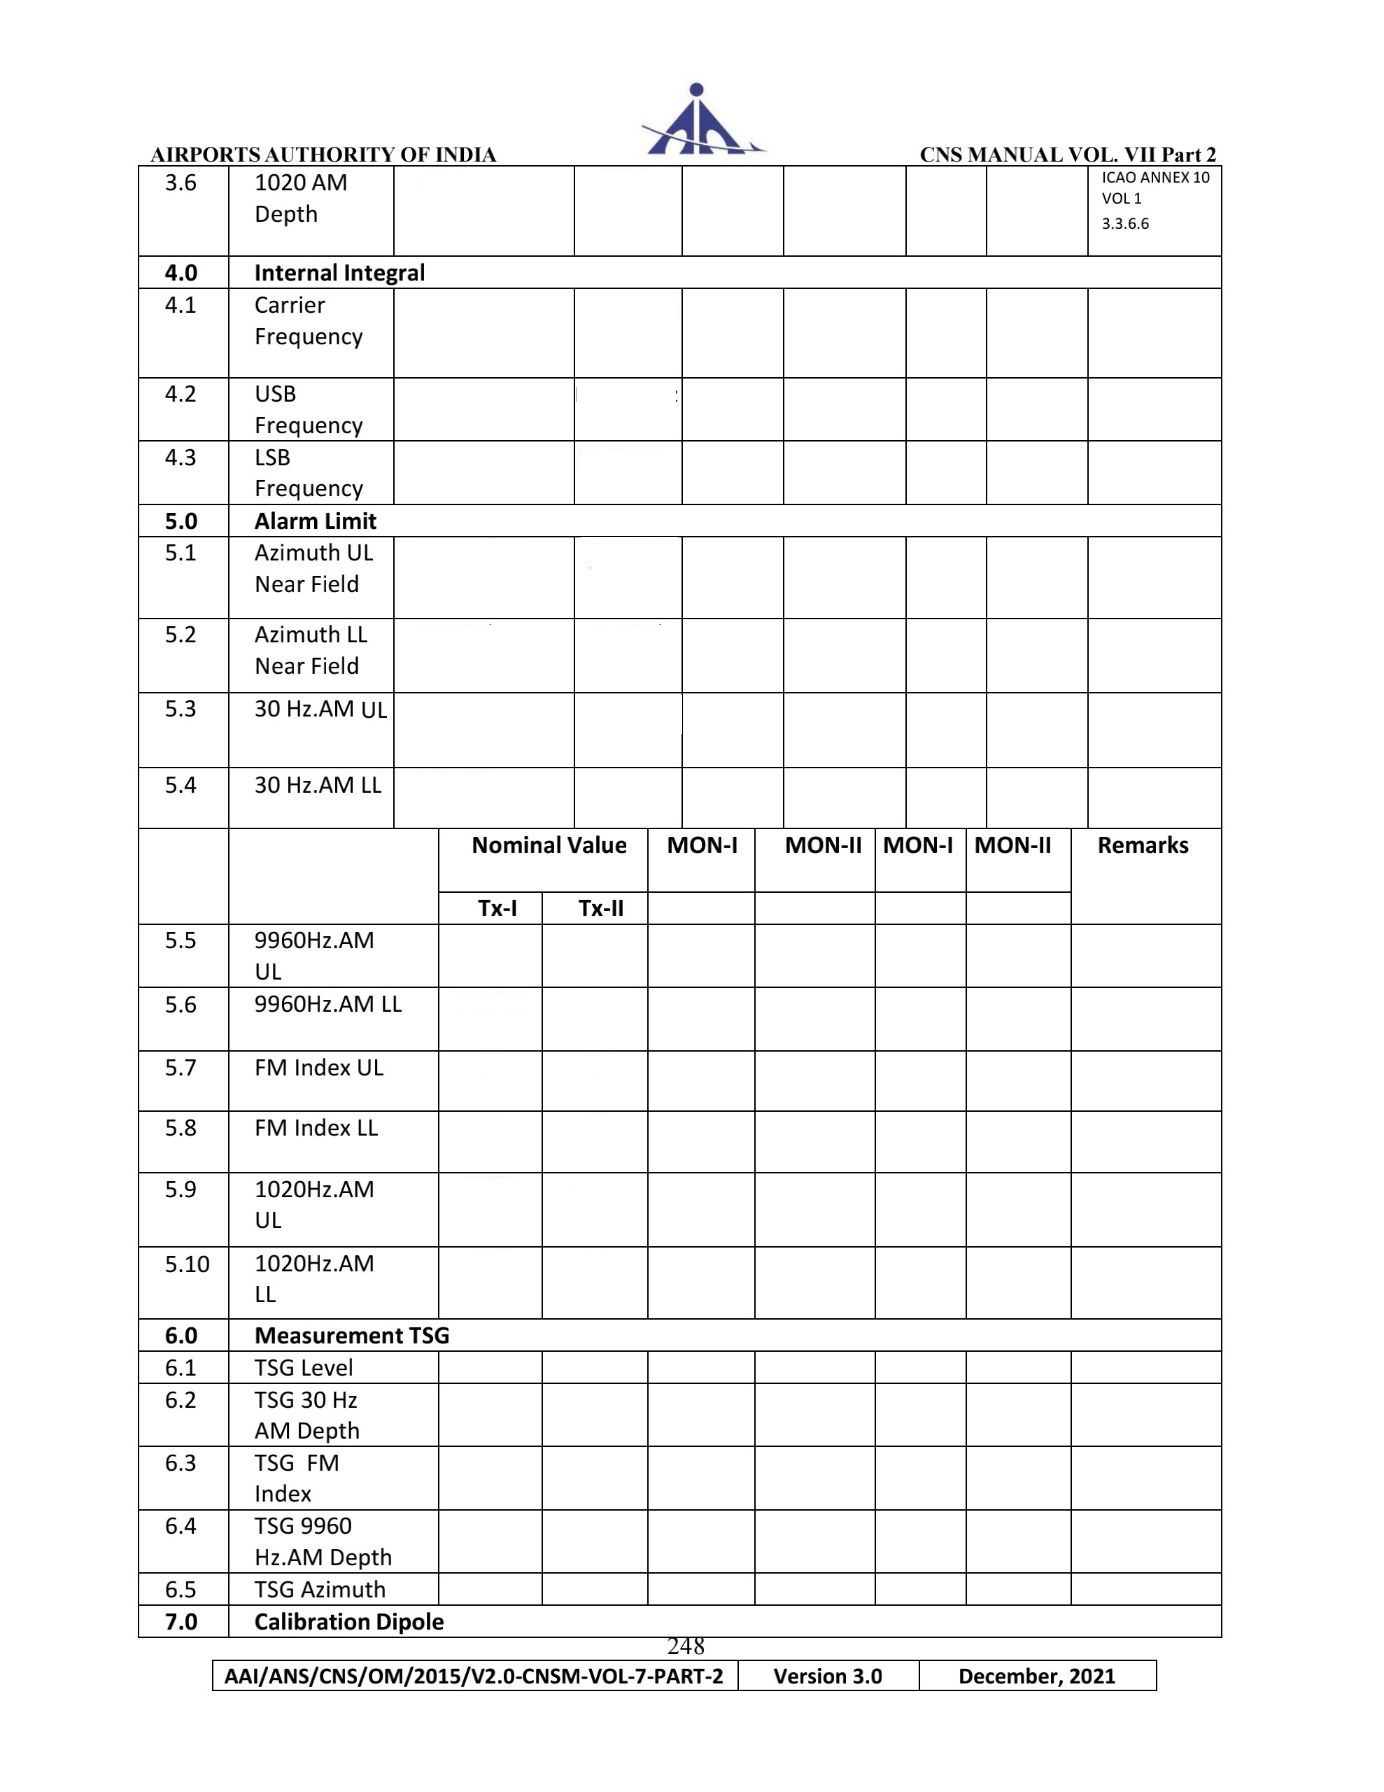 AIRPORTS AUTHORITY OF INDIA
CNS MANUAL VOL. VII Part 2
3.6 1020 AM ICAO ANNEX 10
Depth VOL 1
3.3.6.6
4.0 Internal Integral
4.1 Carrier
Frequency
4.2 USB
Frequency
4.3 LSB
Frequency
5.0 Alarm Limit
5.1 Azimuth UL
Near Field
5.2 Azimuth LL
Near Field
5.3 30 Hz.AM UL
5.4 30 Hz.AM LL
Nominal Value MON-I MON-II MON-I MON-II Remarks
Tx-I Tx-II
5.5 9960Hz.AM
UL
5.6 9960Hz.AM LL
5.7 FM Index UL
5.8 FM Index LL
5.9 1020Hz.AM
UL
5.10 1020Hz.AM
LL
6.0 Measurement TSG
6.1 TSG Level
6.2 TSG 30 Hz
AM Depth
6.3 TSG FM
Index
6.4 TSG 9960
Hz.AM Depth
6.5 TSG Azimuth
7.0 Calibration Dipole
248
AAI/ANS/CNS/OM/2015/V2.0-CNSM-VOL-7-PART-2 Version 3.0 December, 2021